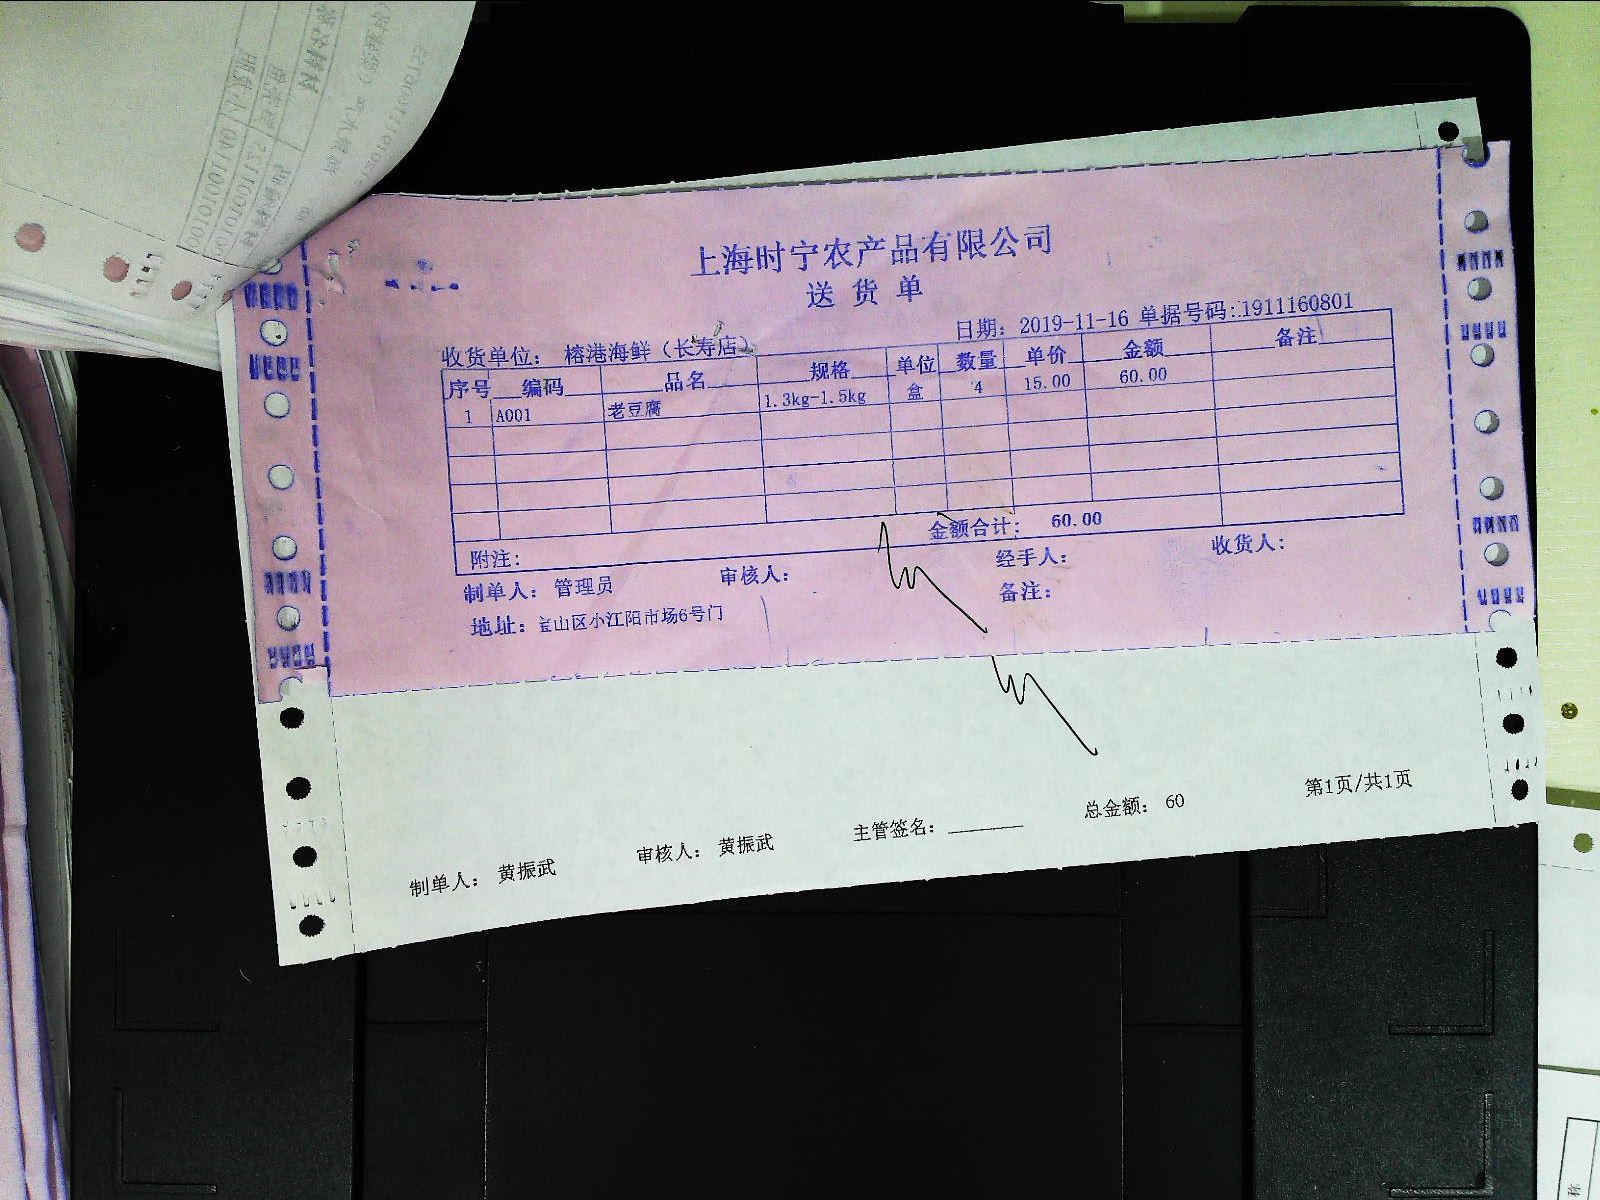 上海时宁农产品有限公司
送货单
收货单位： 榕港海鲜（长寿店） 日期： 2019-11-16 单据号码：1911160801
序号 编码 品名 规格 单位 数量 单价 金额 备注
1 A001 老豆腐 1.3kg-1.5kg 盒 4 15.00 60.00
附注： 金额合计： 60.00
制单人： 管理员 审核人： 经手人： 收货人：
地址：宝山区小江阳市场6号门 备注：
制单人： 黄振武 审核人： 黄振武 主管签名： 总金额： 60 第1页/共1页